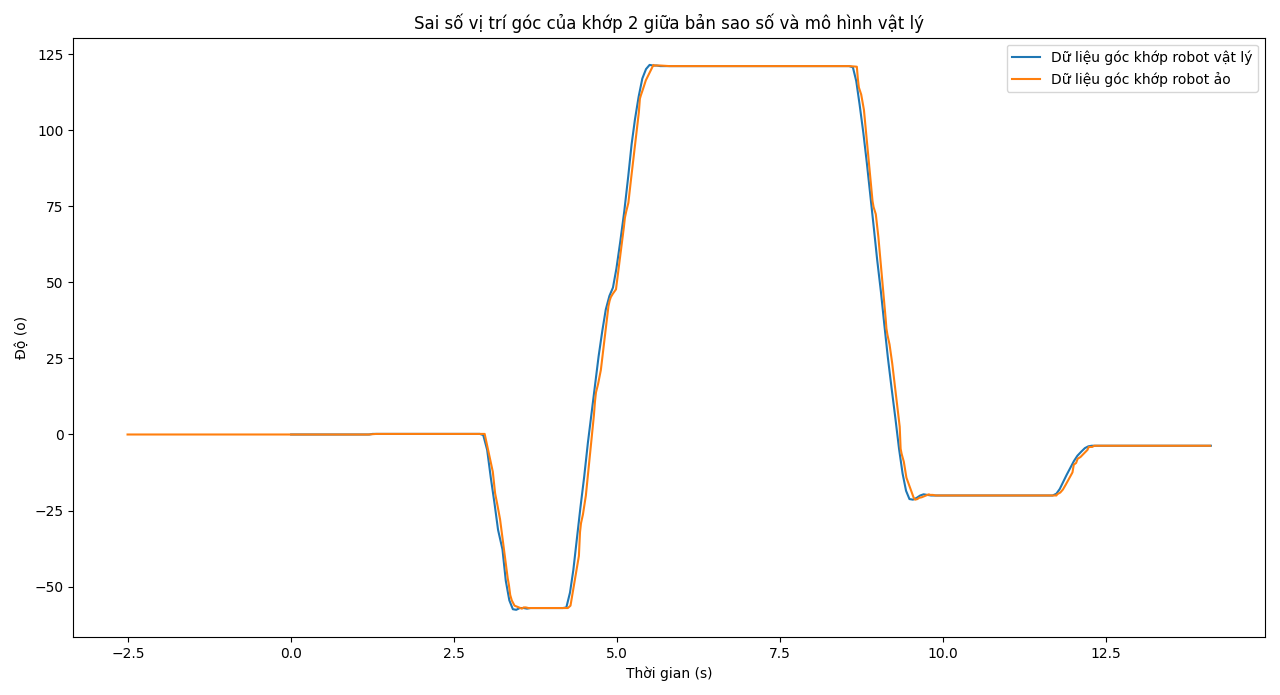 Sai số vị trí góc của khớp 2 giữa bản sao số và mô hình vật lý
Dữ liệu góc khớp robot vật lý
Dữ liệu góc khớp robot ảo
125
100
75
50
25
0
−25
−50
Độ (o)
−2.5 0.0 2.5 5.0 7.5 10.0 12.5
Thời gian (s)